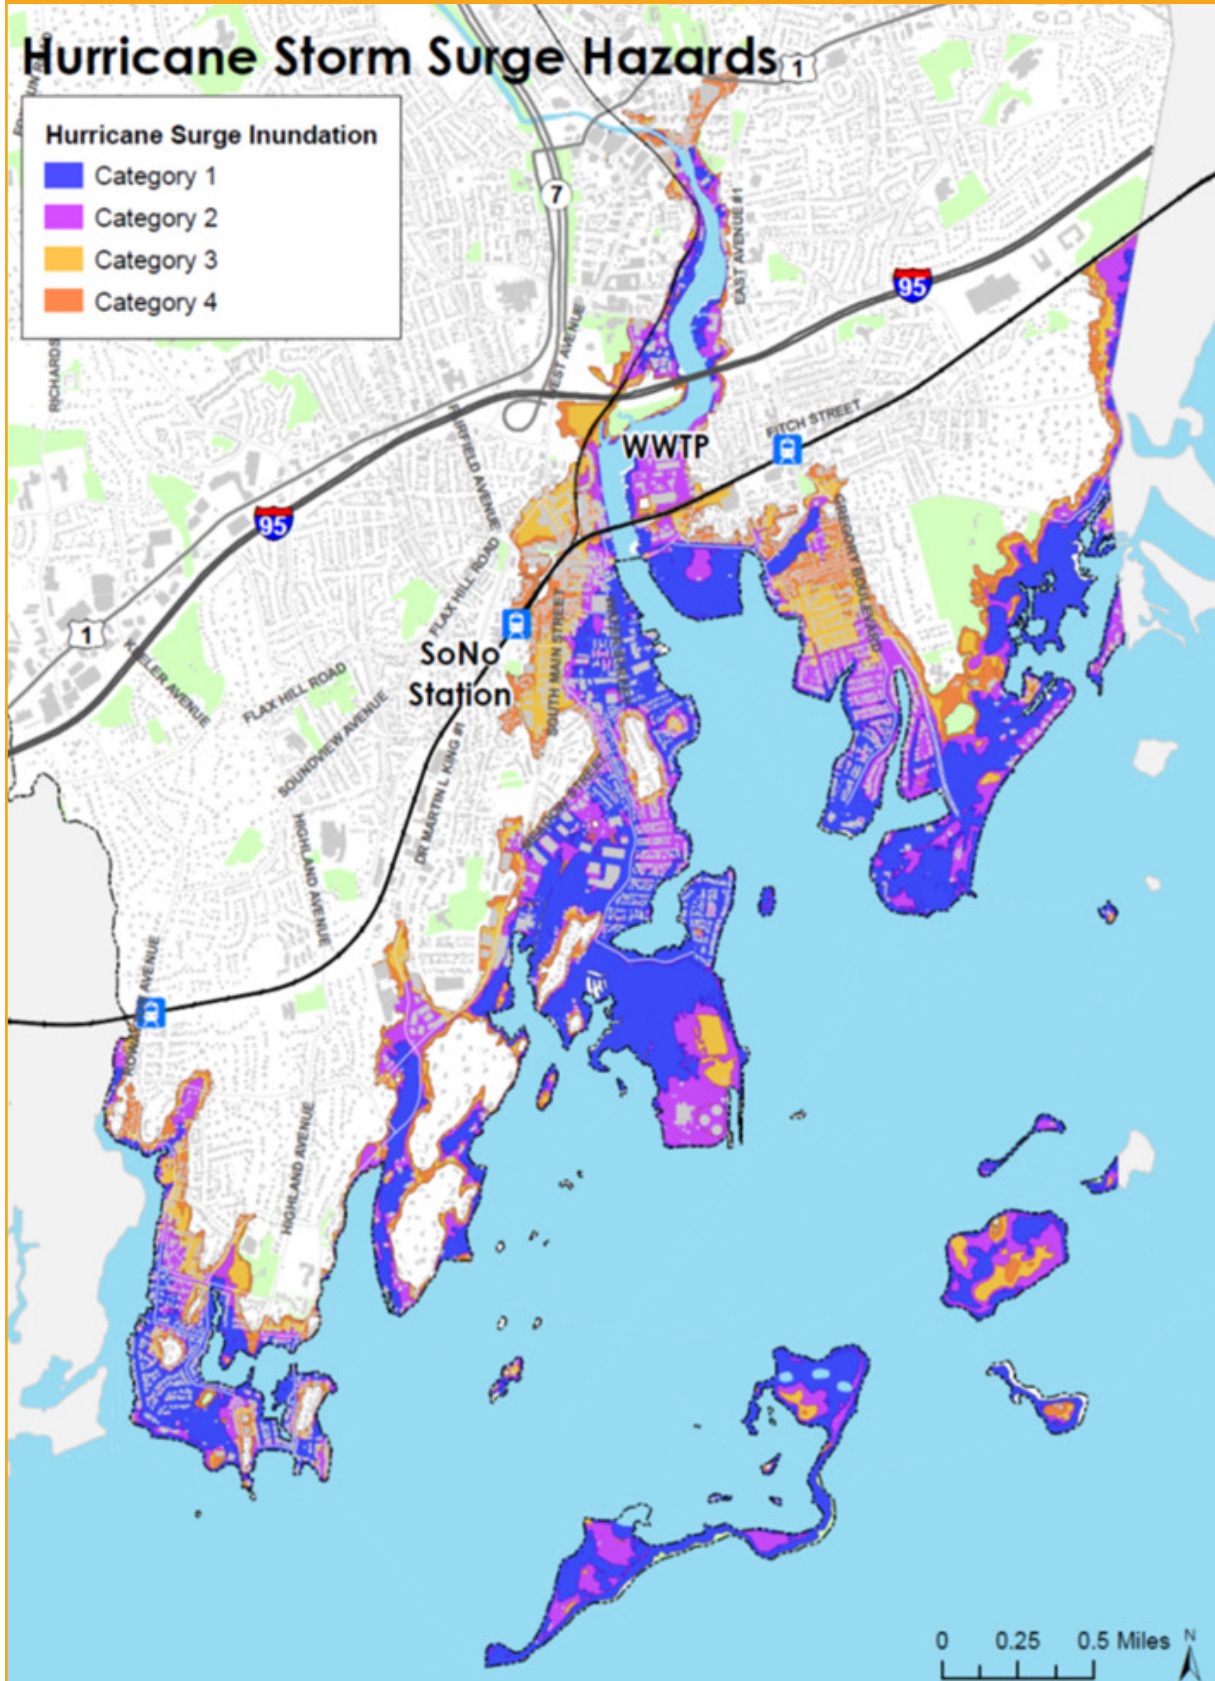 Hurricane Storm Surge Hazards
1
Hurricane Surge Inundation
Category 1
Category 2
Category 3
Category 4
7
EAST AVENUE #1
95
RICHARDS
WEST AVENUE
FAIRFIELD AVENUE
WWTP
FITCH STREET
95
GREGORY BOULEVARD
FLAX HILL ROAD
1
SoNo
Station
SOUTH MAIN STREET
KEELER AVENUE
FLAX HILL ROAD
SOUNDVIEW AVENUE
DR MARTIN L KING #1
HIGHLAND AVENUE
AVENUE
HIGHLAND AVENUE
0 0.25 0.5 Miles
N